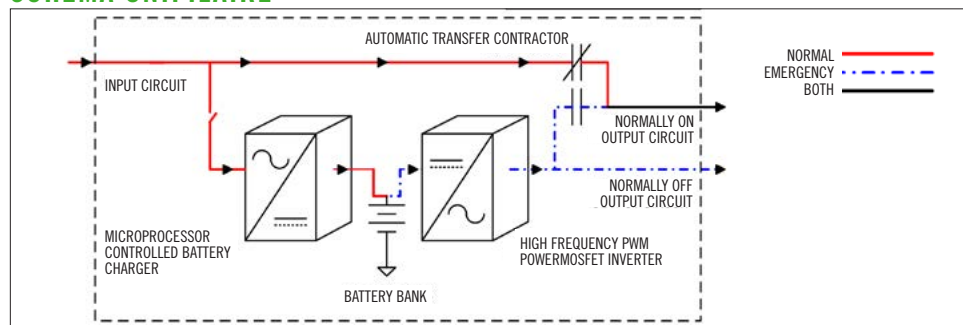 AUTOMATIC TRANSFER CONTRACTOR
NORMAL
EMERGENCY
BOTH
INPUT CIRCUIT
NORMALLY ON
OUTPUT CIRCUIT
NORMALLY OFF
OUTPUT CIRCUIT
MICROPROCESSOR
CONTROLLED BATTERY
CHARGER
HIGH FREQUENCY PWM
POWERMOSFET INVERTER
BATTERY BANK